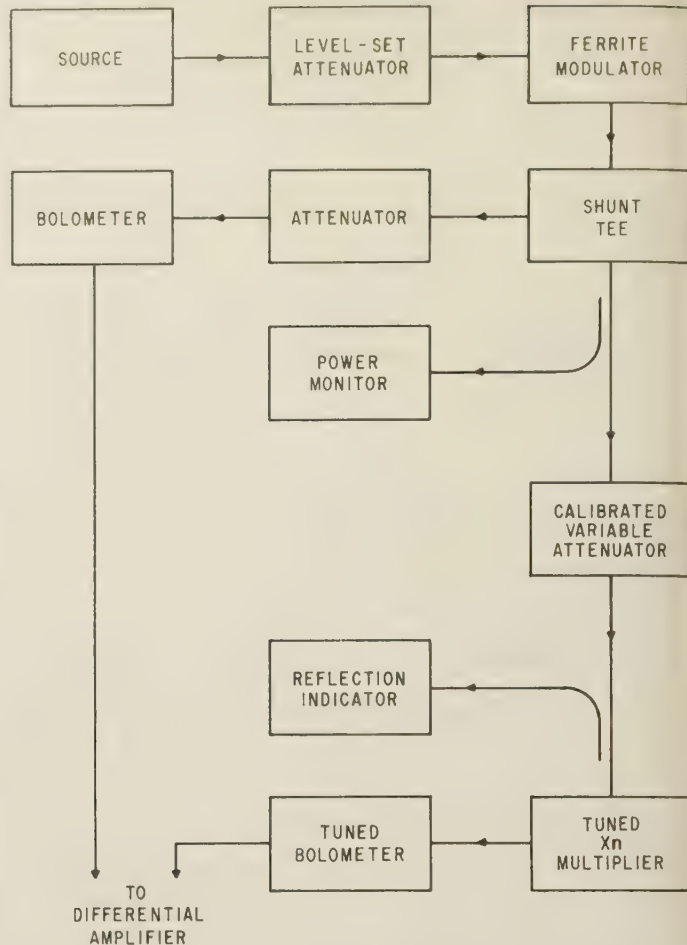 SOURCE
LEVEL-SET
ATTENUATOR
FERRITE
MODULATOR
BOLOMETER
ATTENUATOR
SHUNT
TEE
POWER
MONITOR
CALIBRATED
VARIABLE
ATTENUATOR
REFLECTION
INDICATOR
TUNED
BOLOMETER
TUNED
Xn
MULTIPLIER
TO
DIFFERENTIAL
AMPLIFIER